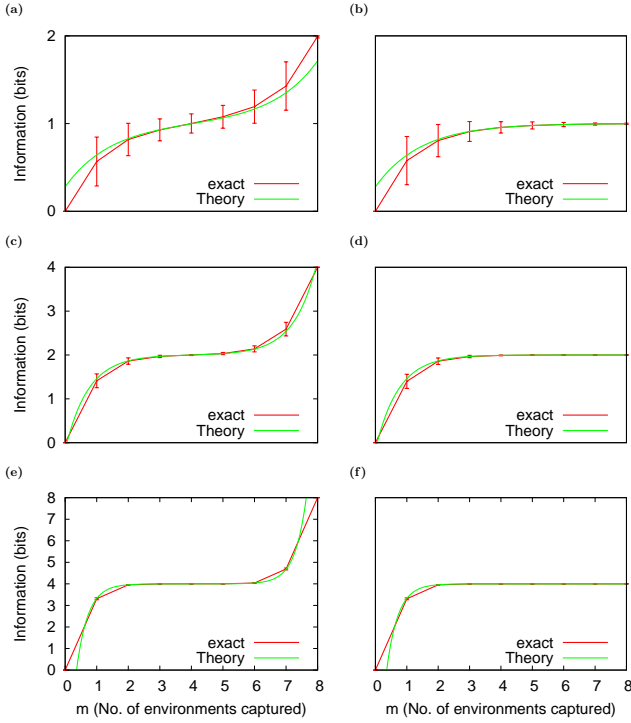 (a)
(b)
2
1
0
Information (bits)
exact
Theory
exact
Theory
(c)
(d)
4
3
2
1
0
Information (bits)
exact
Theory
exact
Theory
(e)
(f)
8
7
6
5
4
3
2
1
0
Information (bits)
exact
Theory
exact
Theory
0 1 2 3 4 5 6 7 8
0 1 2 3 4 5 6 7 8
m (No. of environments captured)
m (No. of environments captured)